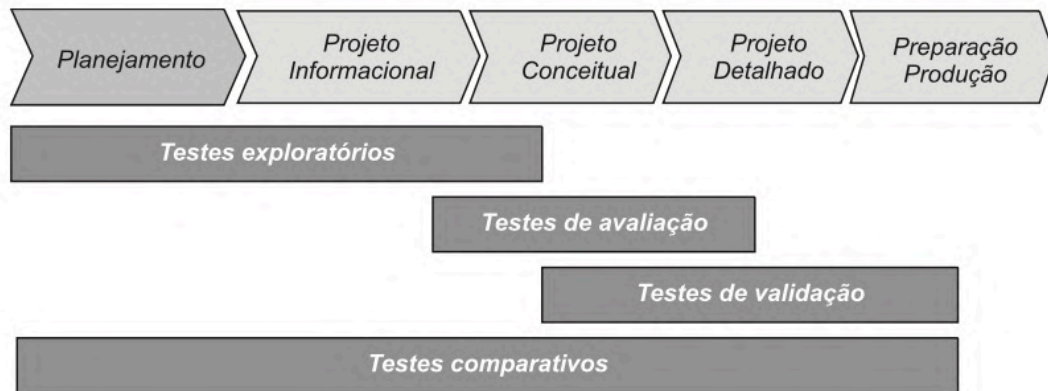 Planejamento
Projeto
Informacional
Projeto
Conceitual
Projeto
Detalhado
Preparação
Produção
Testes exploratórios
Testes de avaliação
Testes de validação
Testes comparativos